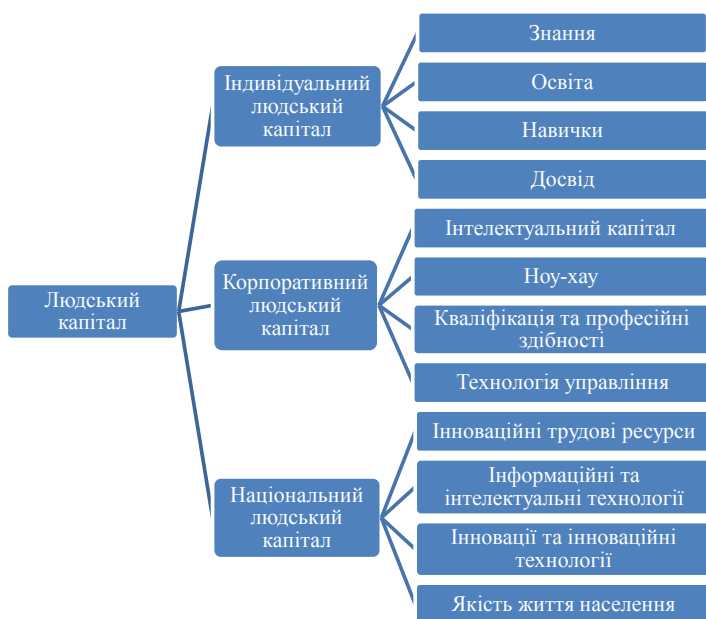 Людський
капітал
Індивідуальний
людський
капітал
Знання
Освіта
Навички
Досвід
Корпоративний
людський
капітал
Інтелектуальний капітал
Ноу-хау
Кваліфікація та професійні
здібності
Технологія управління
Національний
людський
капітал
Інноваційні трудові ресурси
Інформаційні та
інтелектуальні технології
Інновації та інноваційні
технології
Якість життя населення